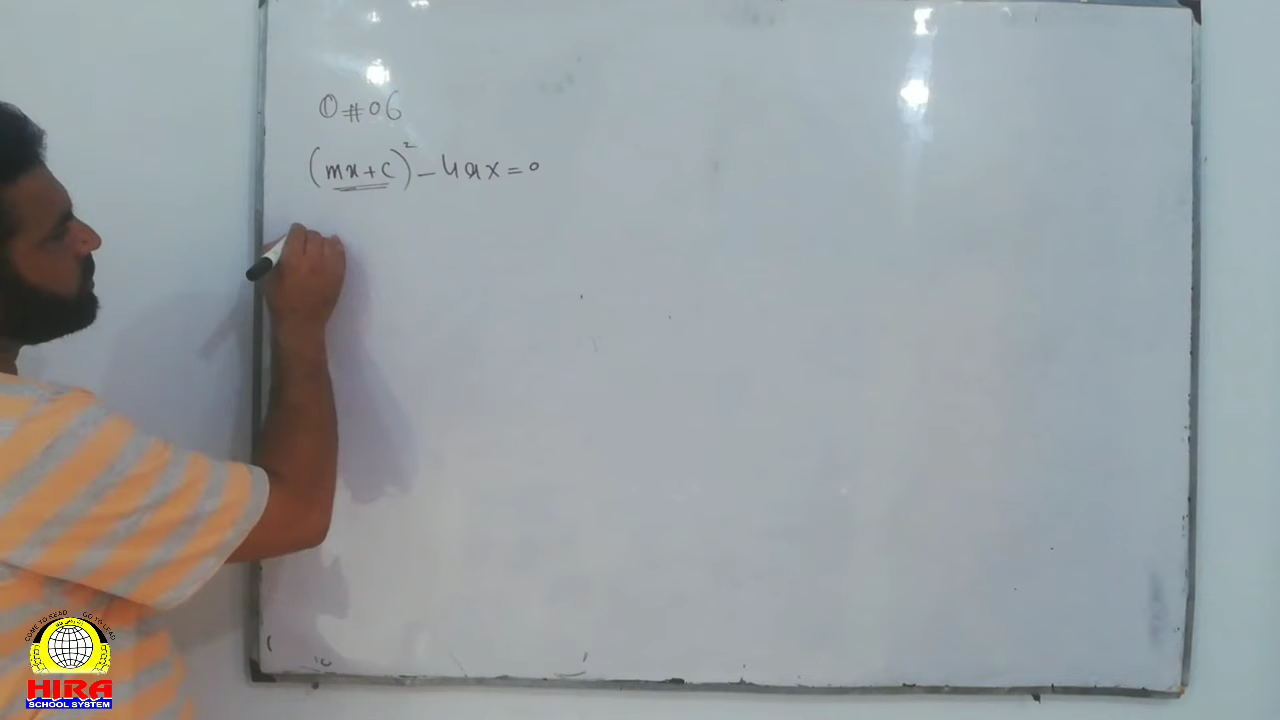 Q#06
(mx+c)² - 4ax = 0
COME TO READ GO TO LEAD
HIRA
SCHOOL SYSTEM